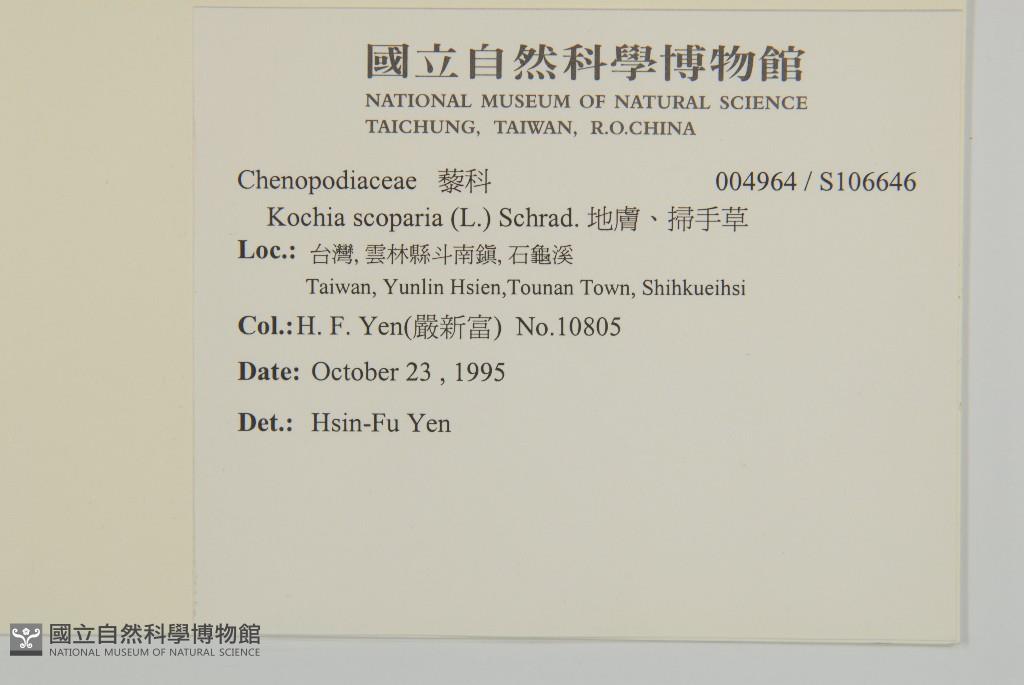 國立自然科學博物館
NATIONAL MUSEUM OF NATURAL SCIENCE
TAICHUNG, TAIWAN, R.O.CHINA
Chenopodiaceae 藜科 004964 / S106646
Kochia scoparia (L.) Schrad. 地膚、掃手草
Loc.: 台灣, 雲林縣斗南鎮, 石龜溪
Taiwan, Yunlin Hsien,Tounan Town, Shihkueihsi
Col.:H. F. Yen(嚴新富) No.10805
Date: October 23 , 1995
Det.: Hsin-Fu Yen
國立自然科學博物館
NATIONAL MUSEUM OF NATURAL SCIENCE